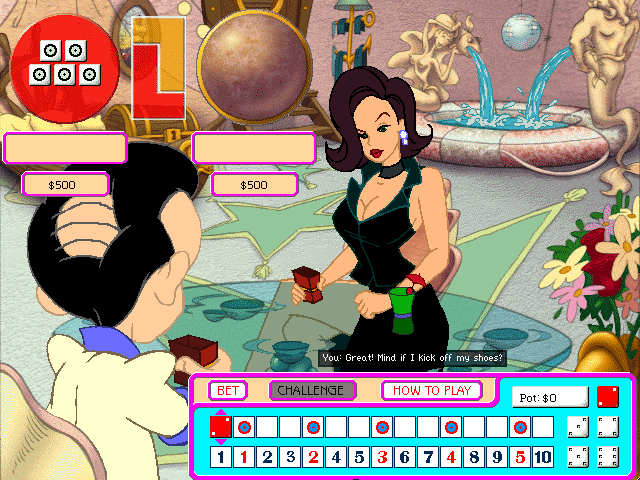 $500
$500
You: Great! Mind if I kick off my shoes?
BET
CHALLENGE
HOW TO PLAY
Pot: $0
1 1 2 3 2 4 5 6 3 7 8 4 8 9 5 10